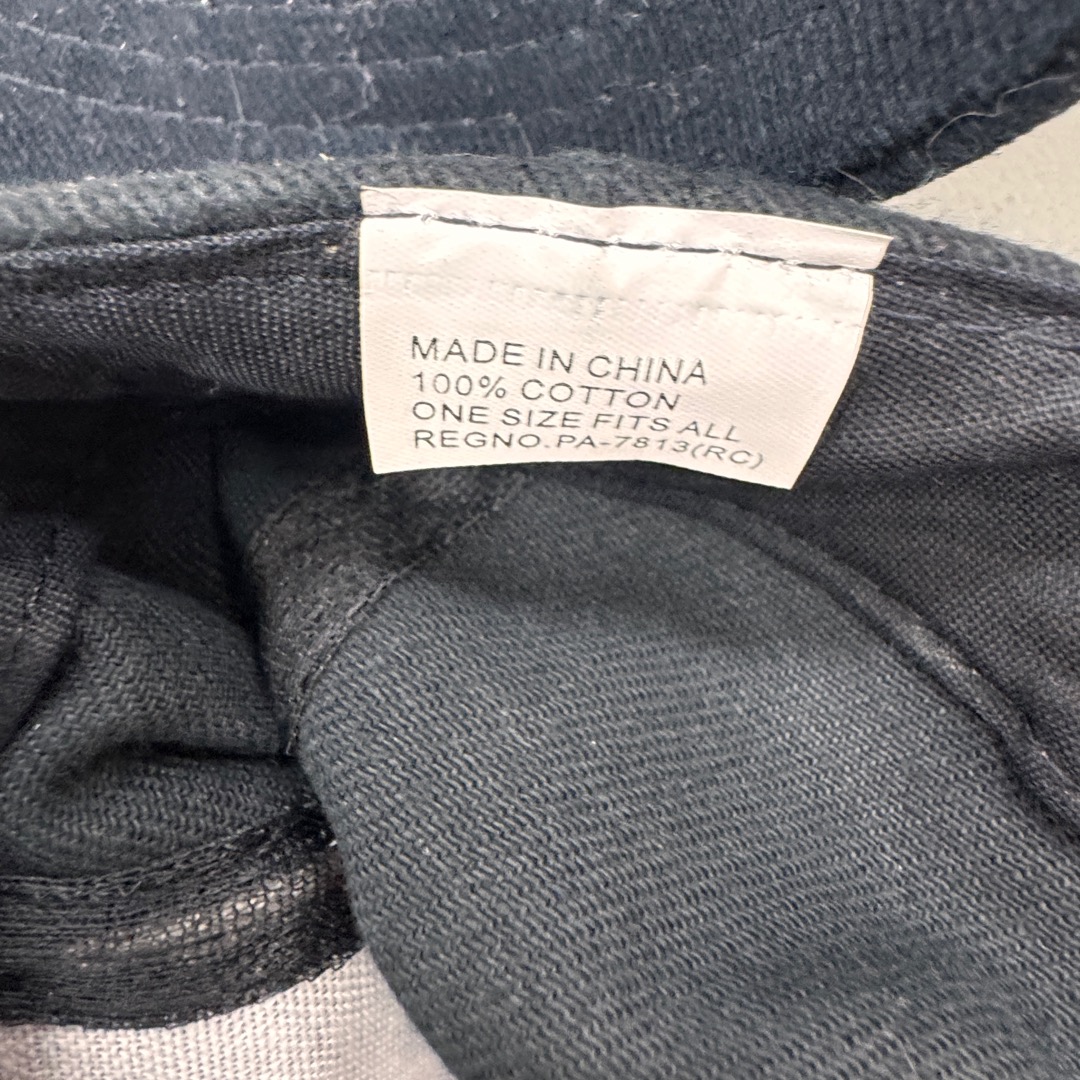 MADE IN CHINA
100% COTTON
ONE SIZE FITS ALL
REGNO.PA-7813(RC)